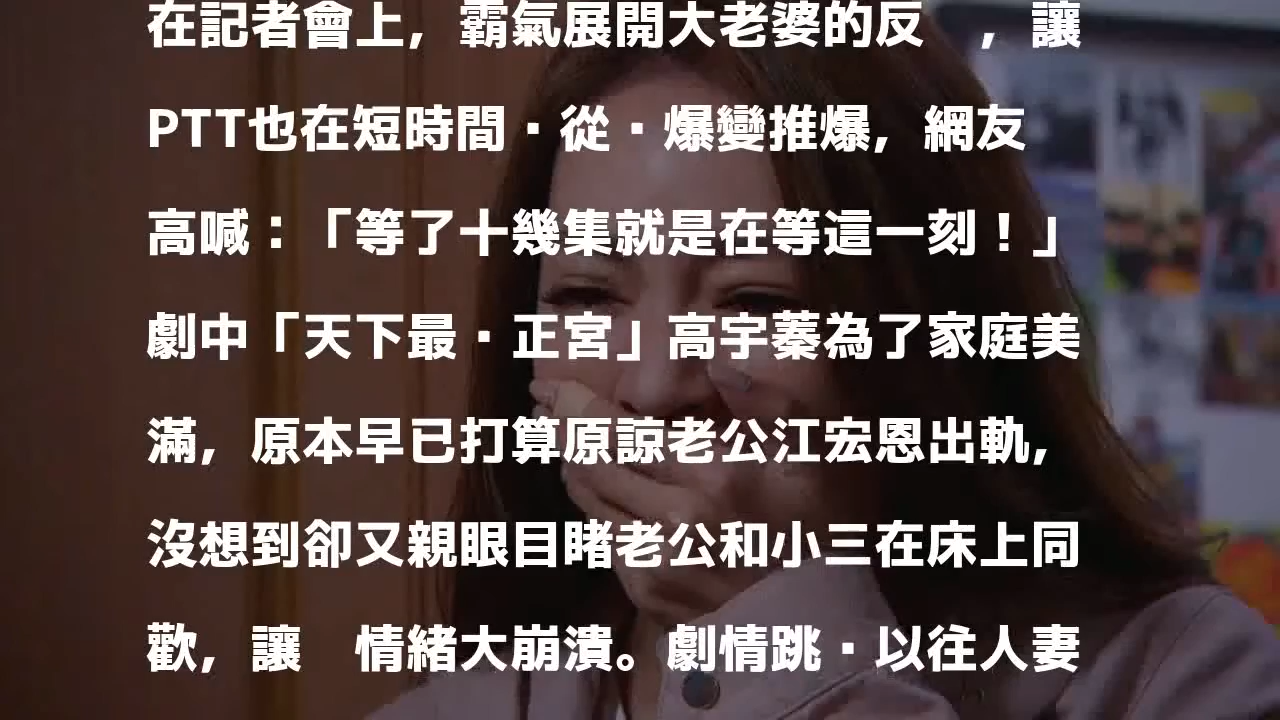 在記者會上，霸氣展開大老婆的反　，讓
PTT也在短時間▪從▪爆變推爆，網友
高喊：「等了十幾集就是在等這一刻！」
劇中「天下最▪正宮」高宇蓁為了家庭美
滿，原本早已打算原諒老公江宏恩出軌，
沒想到卻又親眼目睹老公和小三在床上同
歡，讓　情緒大崩潰。劇情跳▪以往人妻